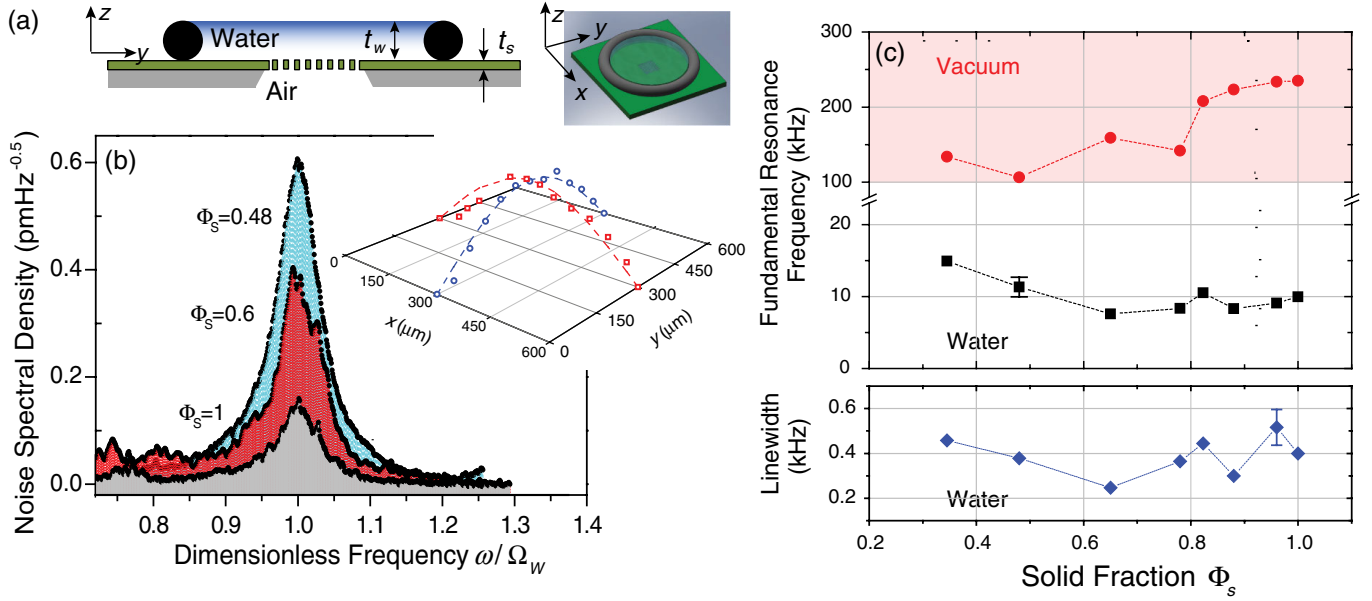 (a)
z
y
Water
t_w
t_s
Air
z
y
x
(b)
Noise Spectral Density (pmHz^-0.5)
0.6
0.4
0.2
0.0
Φ_S=0.48
Φ_S=0.6
Φ_S=1
0
150
300
450
600
x (μm)
0
150
300
450
600
y (μm)
0.8 0.9 1.0 1.1 1.2 1.3 1.4
Dimensionless Frequency ω/Ω_W
(c)
Fundamental Resonance
Frequency (kHz)
300
200
100
20
10
0
Vacuum
Water
Linewidth
(kHz)
0.6
0.4
0.2
Water
0.2 0.4 0.6 0.8 1.0
Solid Fraction Φ_s